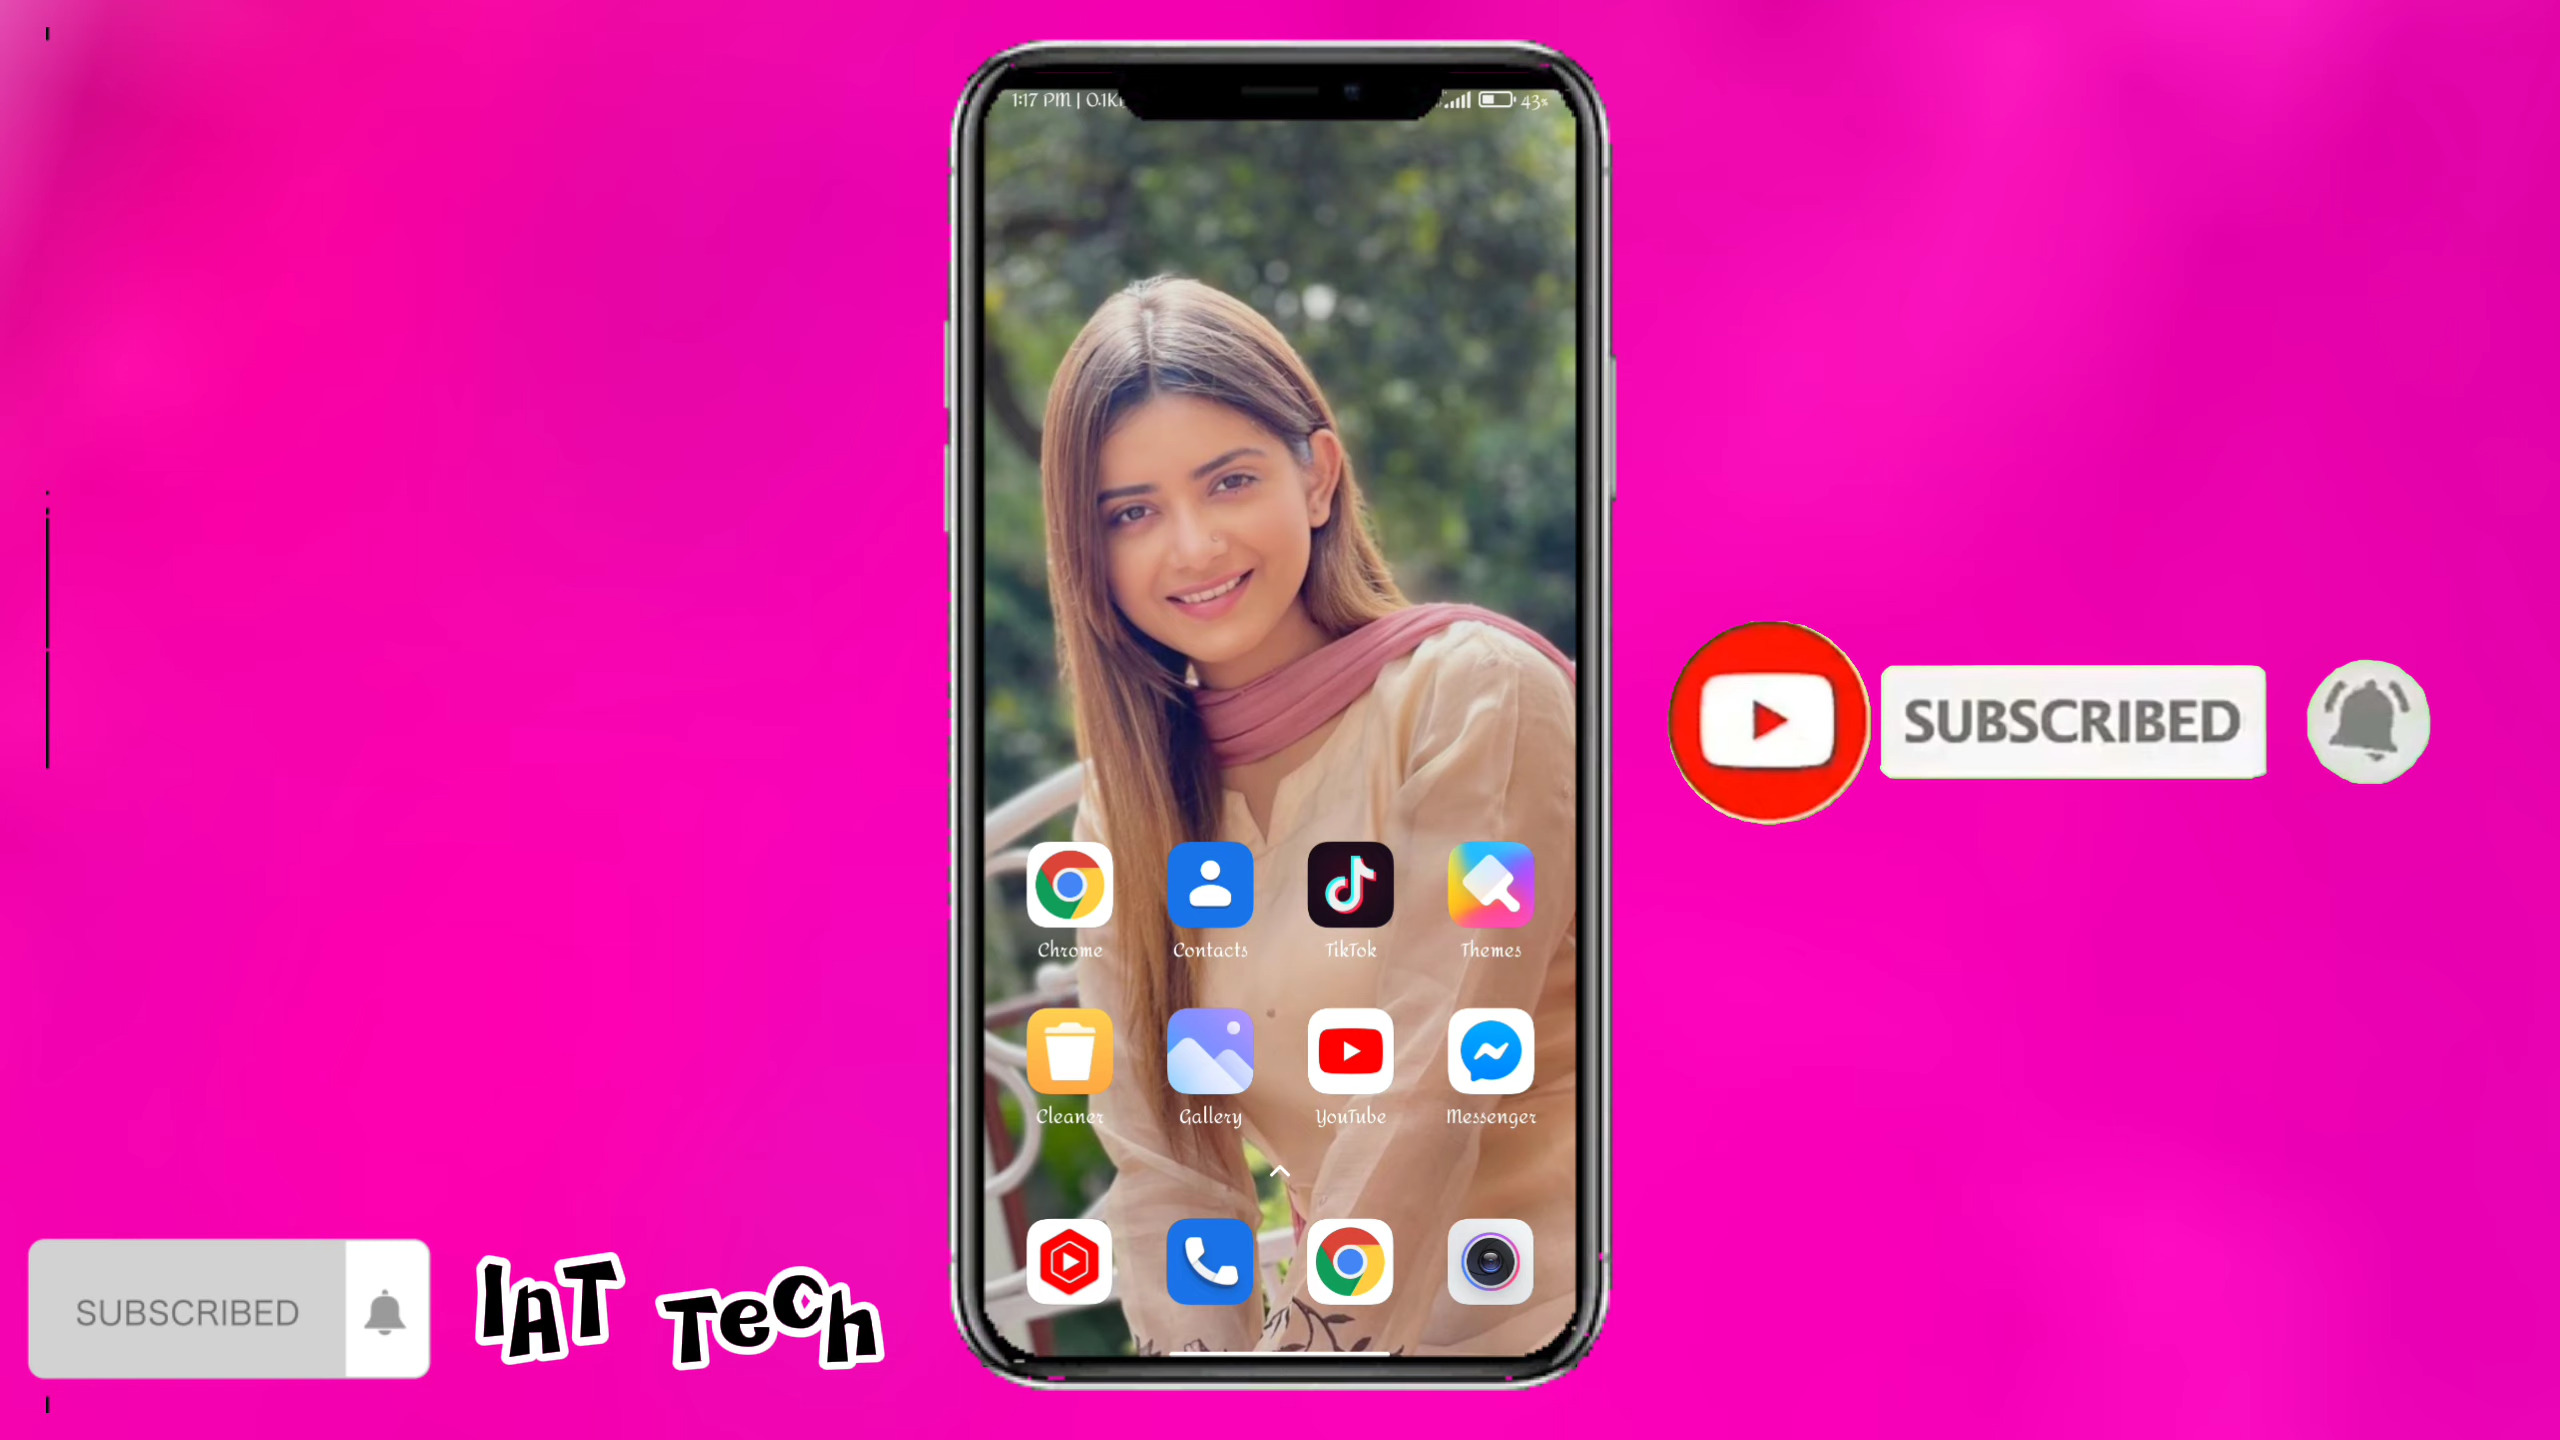 1:17 PM | 0.1K
43%
SUBSCRIBED
Chrome Contacts TikTok Themes
Cleaner Gallery YouTube Messenger
SUBSCRIBED
IAT Tech